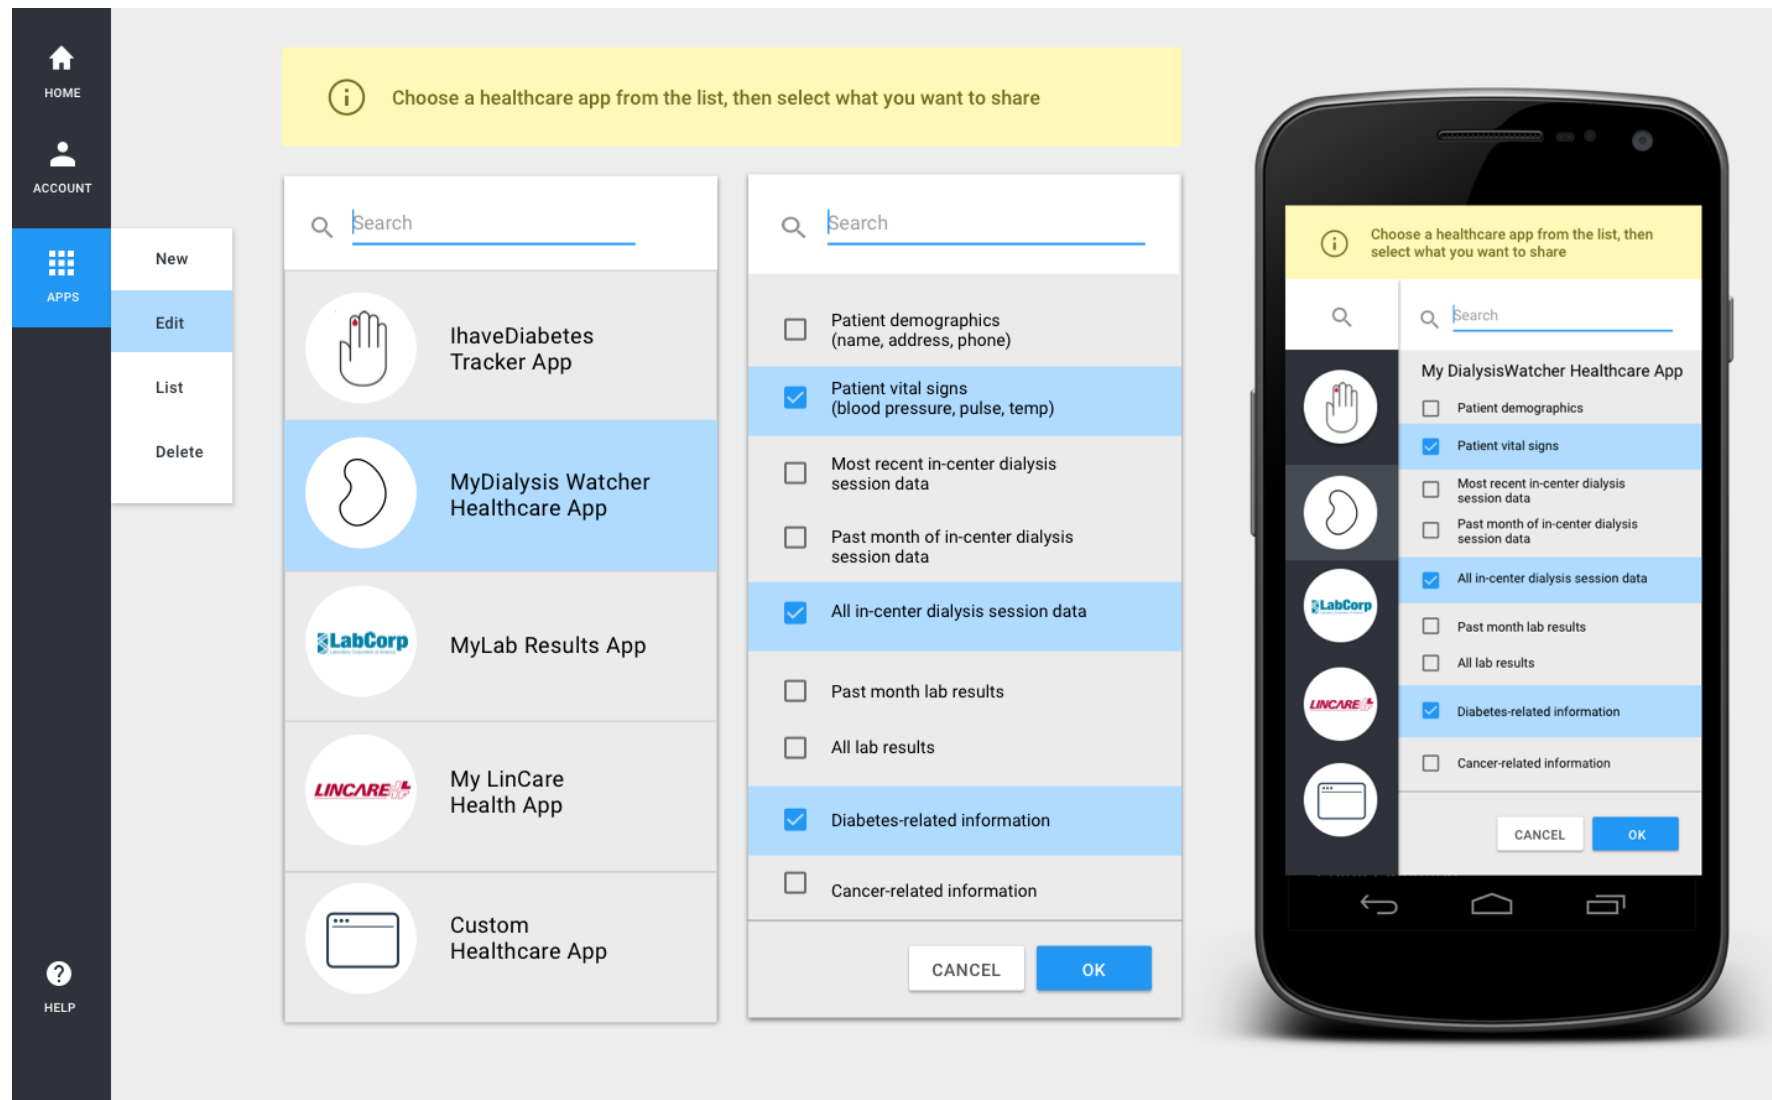 HOME
ACCOUNT
APPS
New
Edit
List
Delete
HELP
Choose a healthcare app from the list, then select what you want to share
Search
IhaveDiabetes
Tracker App
MyDialysis Watcher
Healthcare App
LabCorp
MyLab Results App
LINCARE
My LinCare
Health App
Custom
Healthcare App
Search
Patient demographics
(name, address, phone)
Patient vital signs
(blood pressure, pulse, temp)
Most recent in-center dialysis
session data
Past month of in-center dialysis
session data
All in-center dialysis session data
Past month lab results
All lab results
Diabetes-related information
Cancer-related information
CANCEL
OK
Choose a healthcare app from the list, then
select what you want to share
Search
My DialysisWatcher Healthcare App
Patient demographics
Patient vital signs
Most recent in-center dialysis
session data
Past month of in-center dialysis
session data
All in-center dialysis session data
Past month lab results
All lab results
Diabetes-related information
Cancer-related information
LabCorp
LINCARE
CANCEL
OK